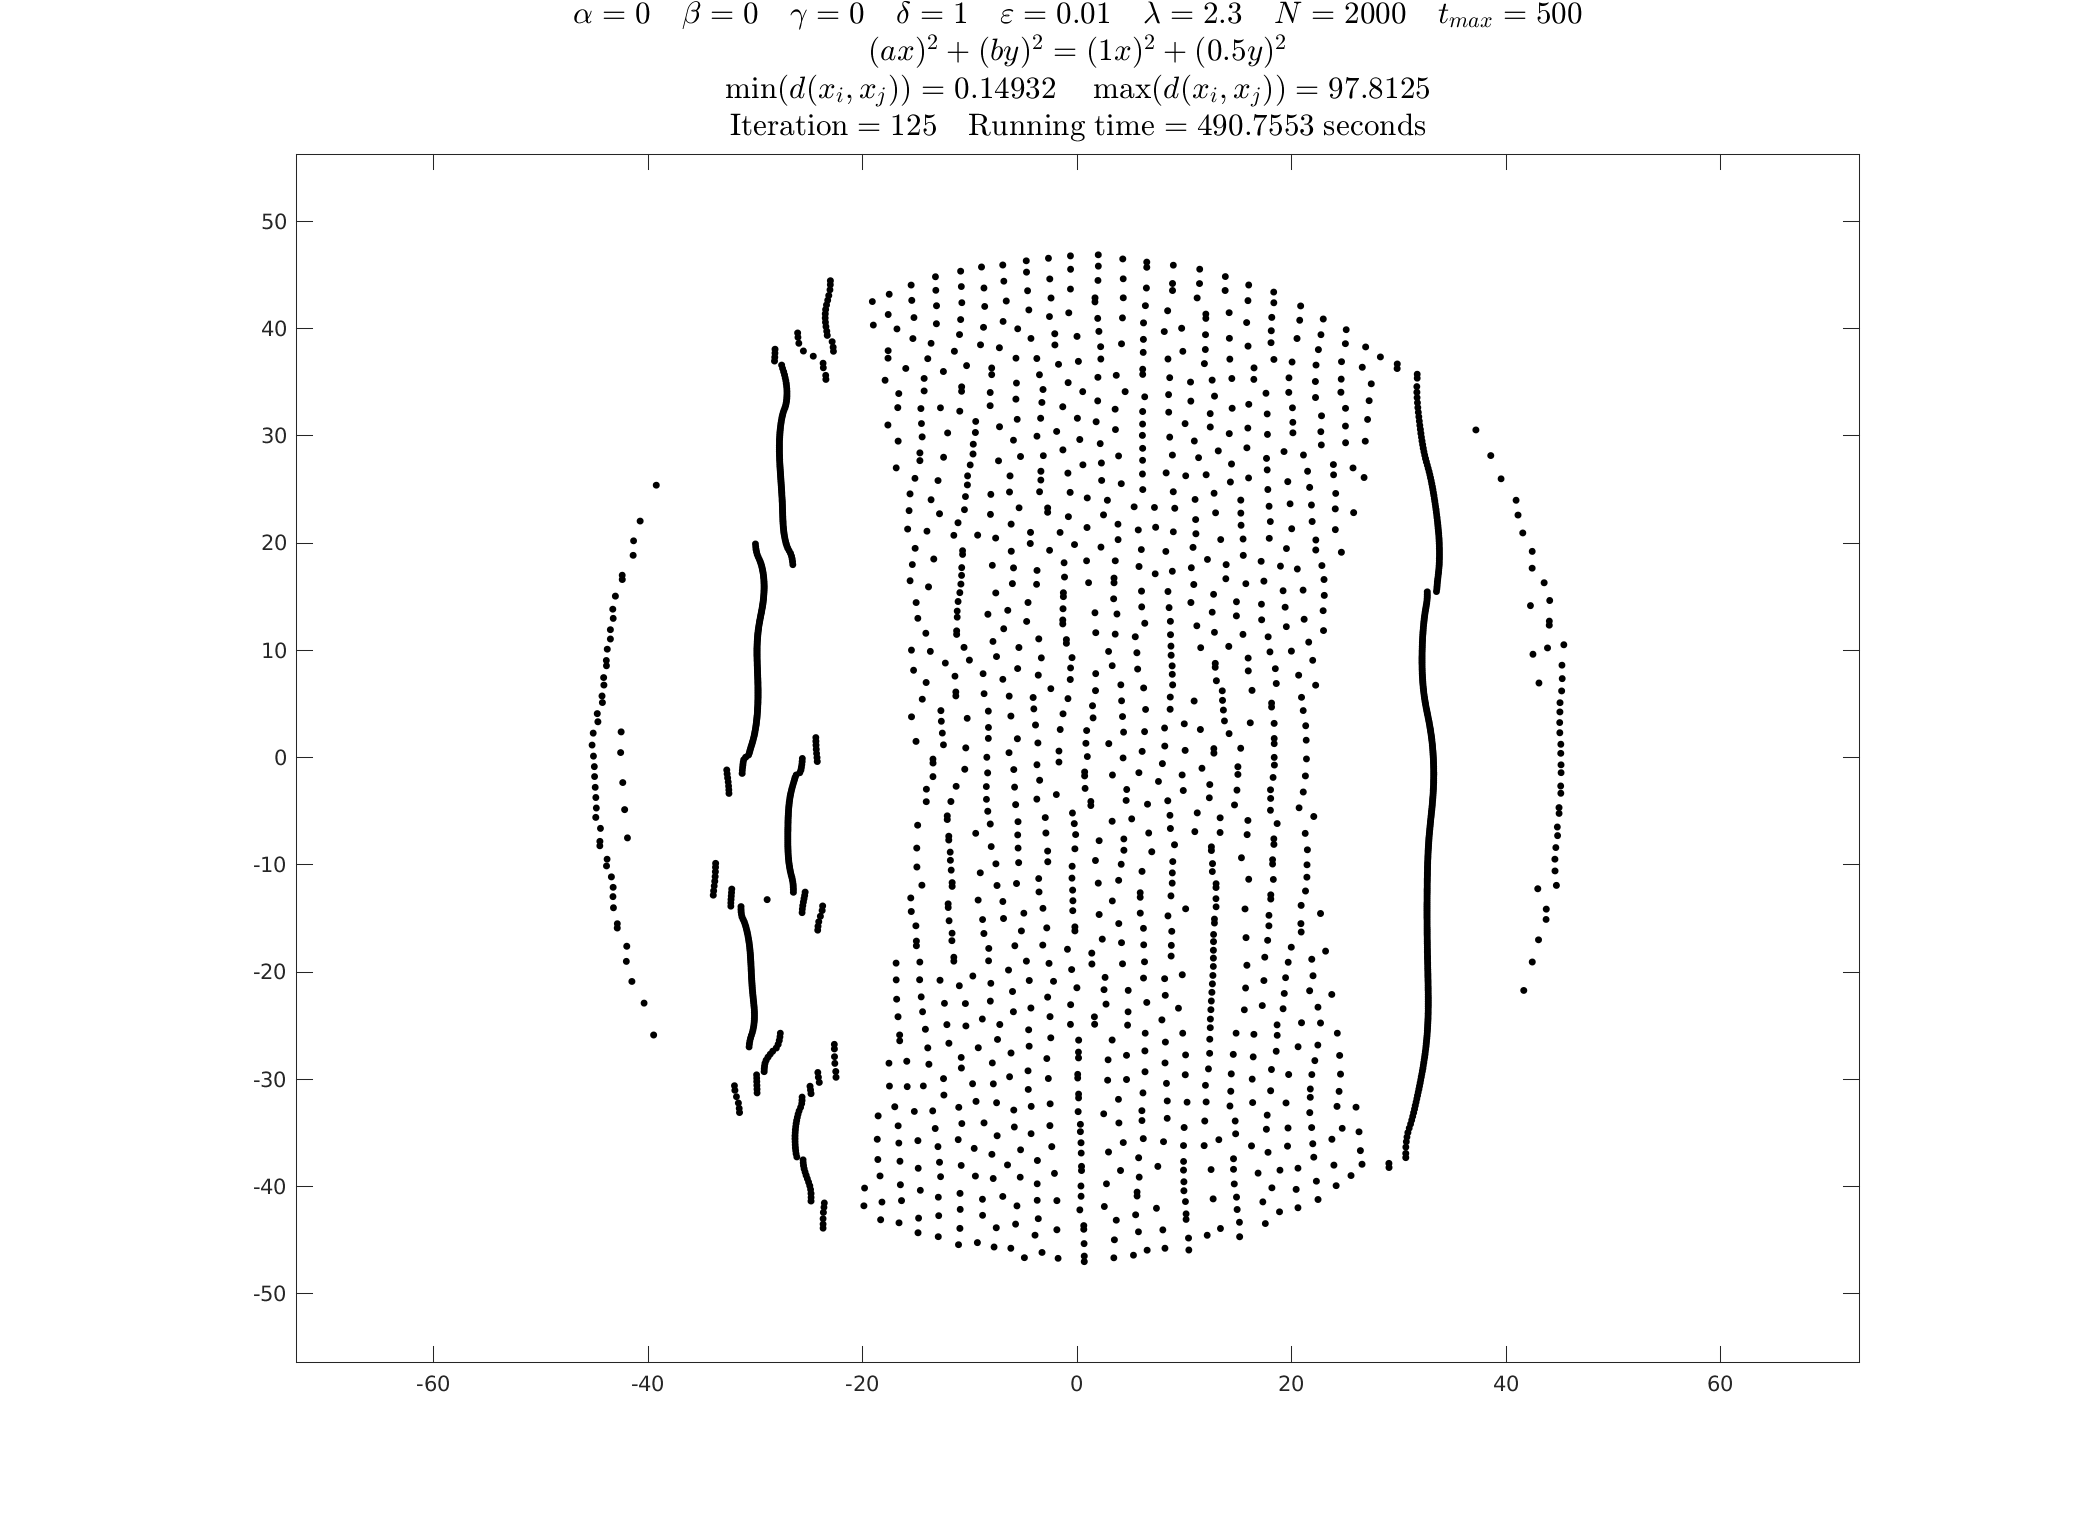 α = 0 β = 0 γ = 0 δ = 1 ε = 0.01 λ = 2.3 N = 2000 t_{max} = 500
(ax)² + (by)² = (1x)² + (0.5y)²
min(d(x_i, x_j)) = 0.14932 max(d(x_i, x_j)) = 97.8125
Iteration = 125 Running time = 490.7553 seconds
50
40
30
20
10
0
-10
-20
-30
-40
-50
-60 -40 -20 0 20 40 60